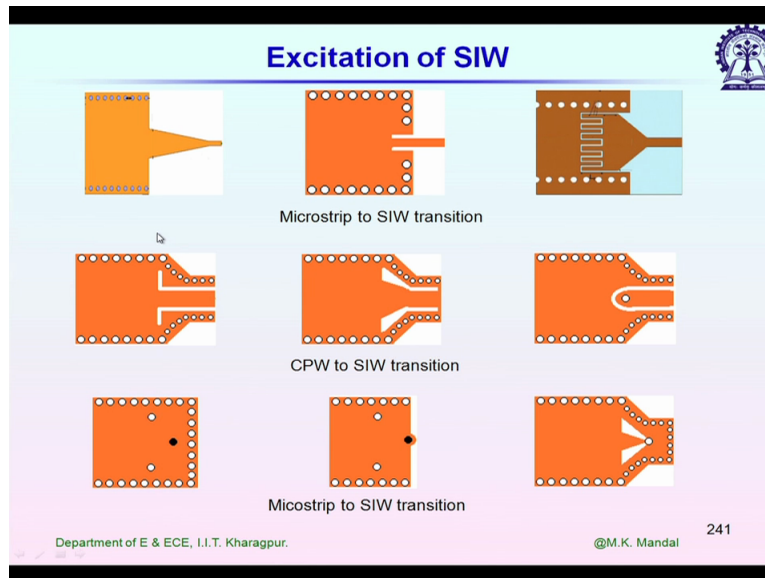 Excitation of SIW
Microstrip to SIW transition
CPW to SIW transition
Micostrip to SIW transition
241
Department of E & ECE, I.I.T. Kharagpur.
@M.K. Mandal